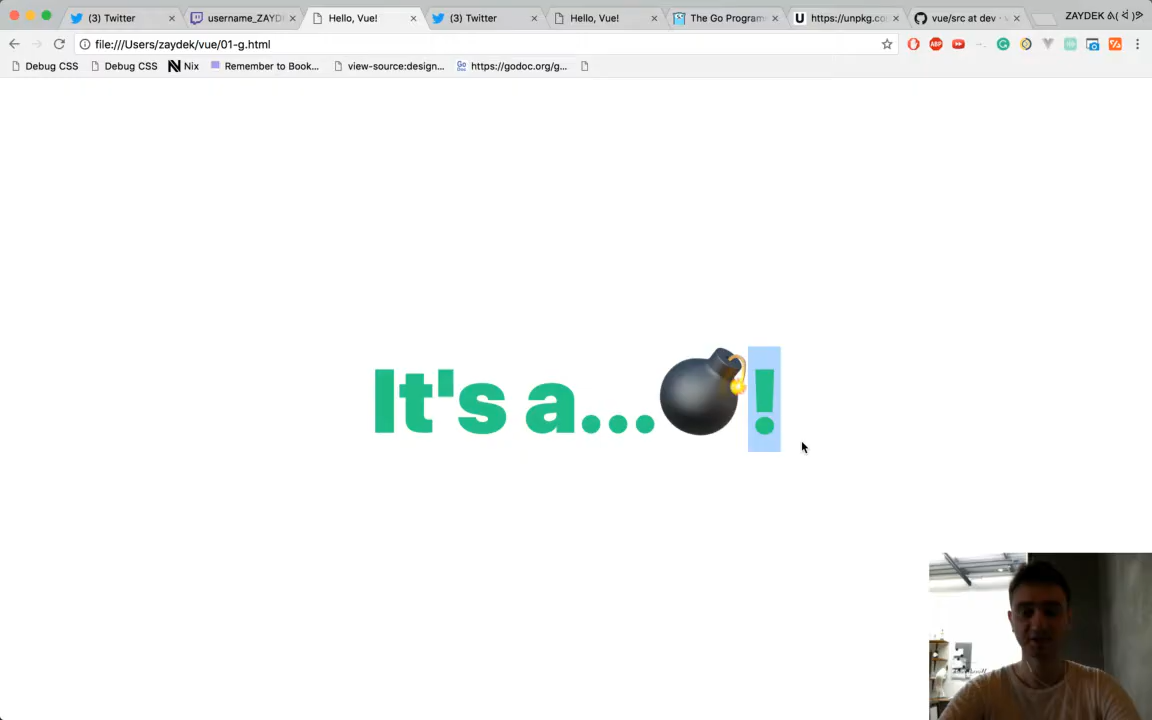 (3) Twitter
username_ZAYD
Hello, Vue!
(3) Twitter
Hello, Vue!
The Go Program
https://unpkg.co
vue/src at dev · v
ZAYDEK
file:///Users/zaydek/vue/01-g.html
Debug CSS
Debug CSS
Nix
Remember to Book...
view-source:design...
Go
https://godoc.org/g...
ABP
It's a...💣!